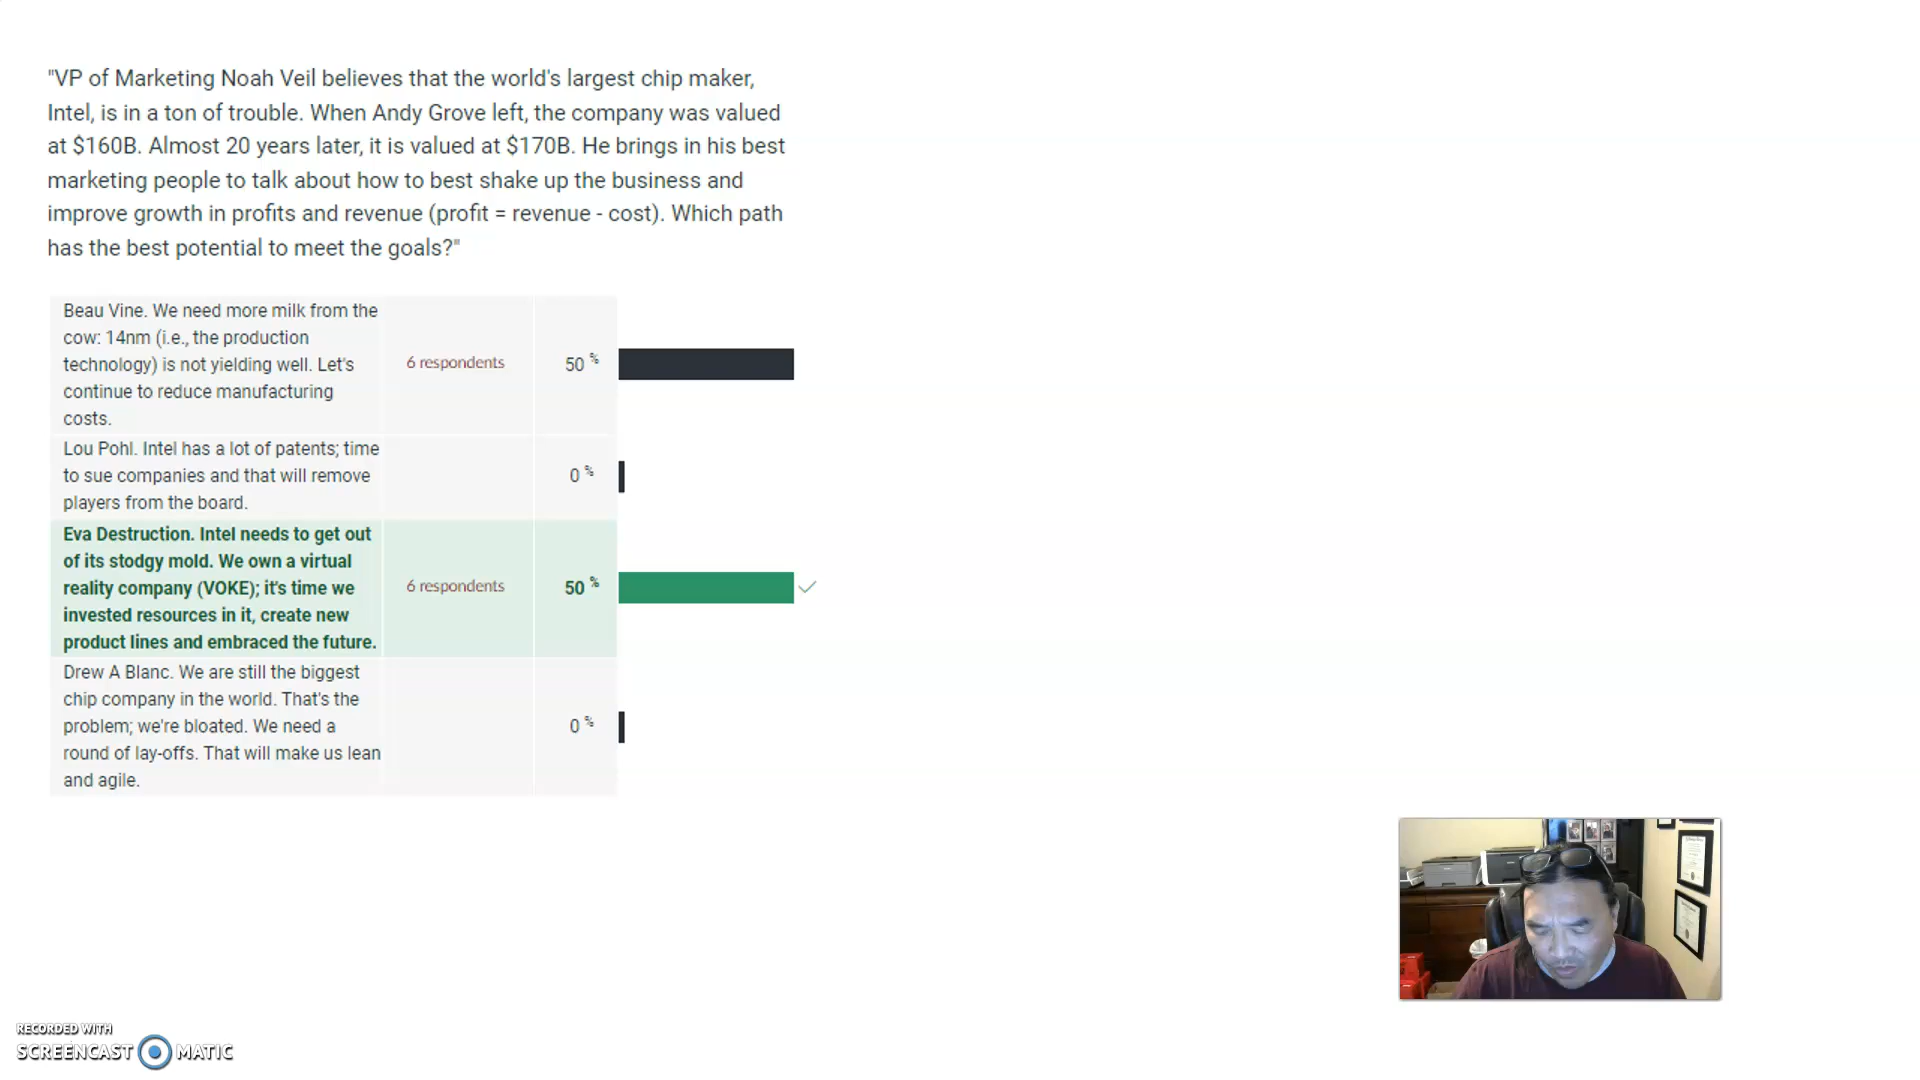 "VP of Marketing Noah Veil believes that the world's largest chip maker,
Intel, is in a ton of trouble. When Andy Grove left, the company was valued
at $160B. Almost 20 years later, it is valued at $170B. He brings in his best
marketing people to talk about how to best shake up the business and
improve growth in profits and revenue (profit = revenue - cost). Which path
has the best potential to meet the goals?"
Beau Vine. We need more milk from the
cow: 14nm (i.e., the production
technology) is not yielding well. Let's
continue to reduce manufacturing
costs.
6 respondents
50 %
Lou Pohl. Intel has a lot of patents; time
to sue companies and that will remove
players from the board.
0 %
Eva Destruction. Intel needs to get out
of its stodgy mold. We own a virtual
reality company (VOKE); it's time we
invested resources in it, create new
product lines and embraced the future.
6 respondents
50 %
Drew A Blanc. We are still the biggest
chip company in the world. That's the
problem; we're bloated. We need a
round of lay-offs. That will make us lean
and agile.
0 %
RECORDED WITH
SCREENCAST MATIC